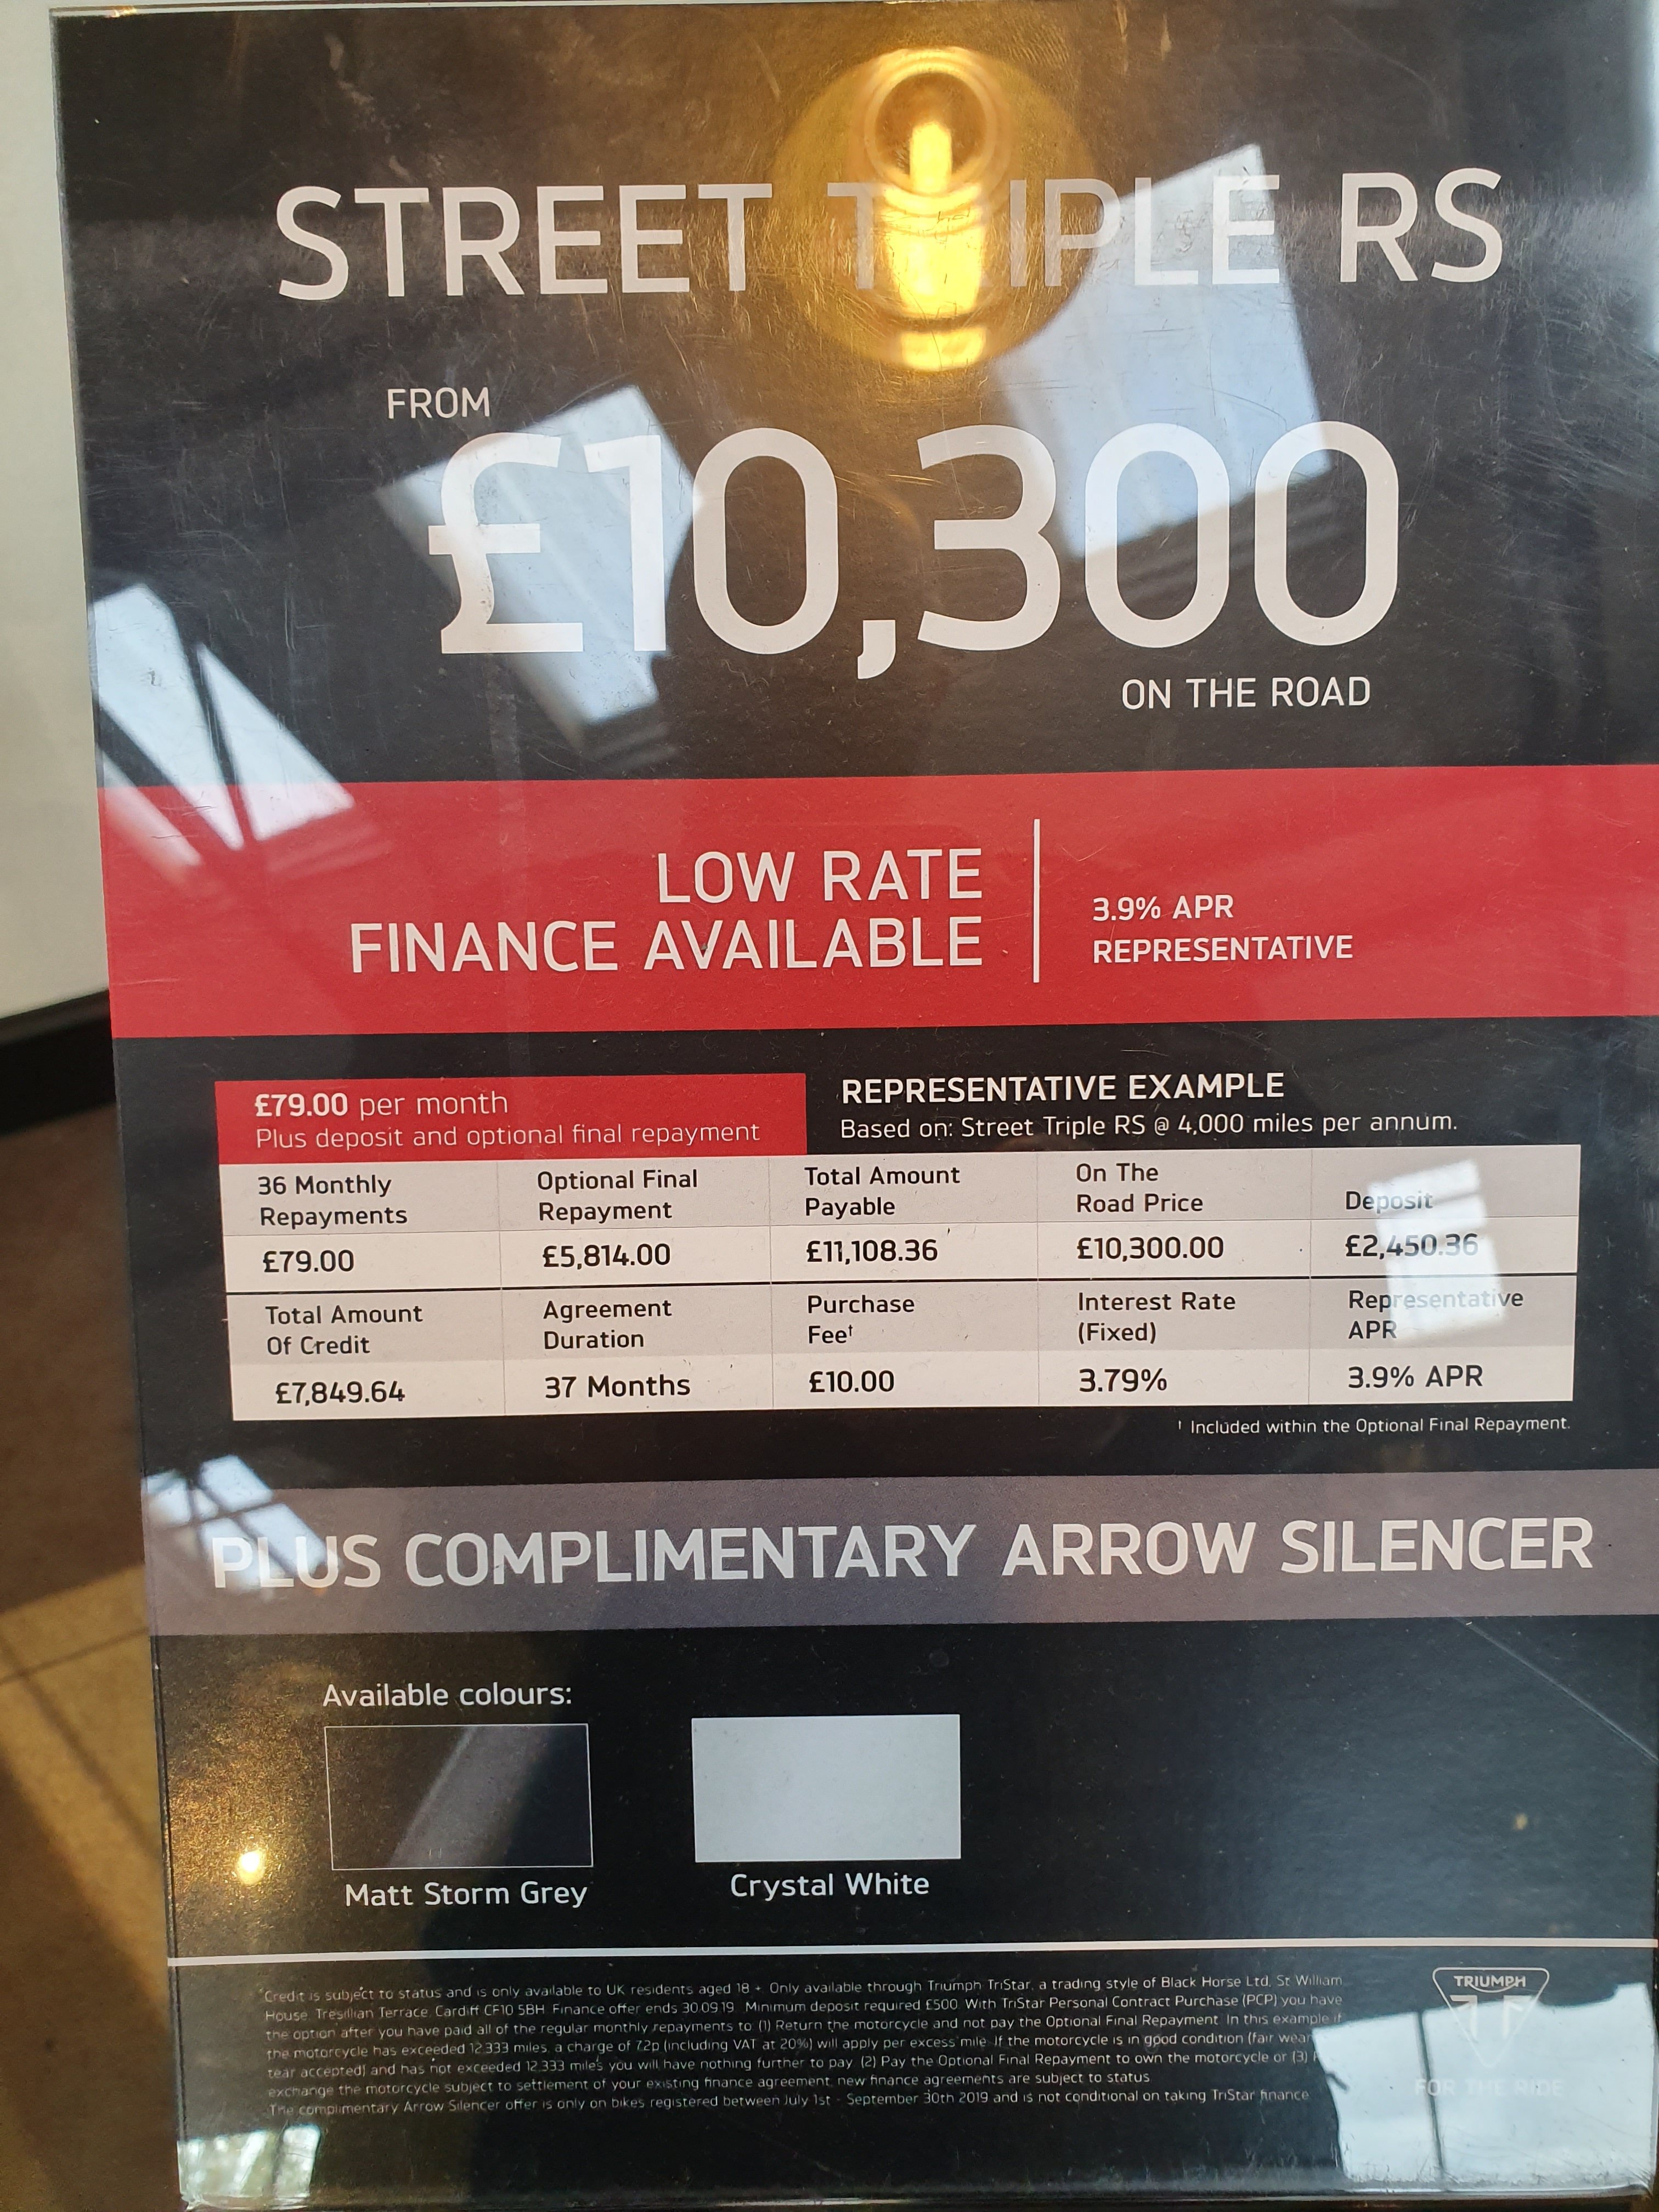 STREET TRIPLE RS
FROM
£10,300
ON THE ROAD
LOW RATE
FINANCE AVAILABLE
3.9% APR
REPRESENTATIVE
£79.00 per month
Plus deposit and optional final repayment
REPRESENTATIVE EXAMPLE
Based on: Street Triple RS @ 4,000 miles per annum.
36 Monthly
Repayments
Optional Final
Repayment
Total Amount
Payable
On The
Road Price
Deposit
£79.00
£5,814.00
£11,108.36
£10,300.00
£2,450.36
Total Amount
Of Credit
Agreement
Duration
Purchase
Fee†
Interest Rate
(Fixed)
Representative
APR
£7,849.64
37 Months
£10.00
3.79%
3.9% APR
† Included within the Optional Final Repayment.
PLUS COMPLIMENTARY ARROW SILENCER
Available colours:
Matt Storm Grey
Crystal White
*Credit is subject to status and is only available to UK residents aged 18 +. Only available through Triumph TriStar, a trading style of Black Horse Ltd, St William
House, Tresillian Terrace, Cardiff CF10 5BH. Finance offer ends 30.09.19. Minimum deposit required £500. With TriStar Personal Contract Purchase (PCP) you have
the option after you have paid all of the regular monthly repayments to: (1) Return the motorcycle and not pay the Optional Final Repayment. In this example if
the motorcycle has exceeded 12,333 miles, a charge of 7.2p (including VAT at 20%) will apply per excess mile. If the motorcycle is in good condition (fair wear
tear accepted) and has not exceeded 12,333 miles you will have nothing further to pay. (2) Pay the Optional Final Repayment to own the motorcycle or (3)
exchange the motorcycle subject to settlement of your existing finance agreement; new finance agreements are subject to status.
The complimentary Arrow Silencer offer is only on bikes registered between July 1st - September 30th 2019 and is not conditional on taking TriStar finance.
TRIUMPH
FOR THE RIDE